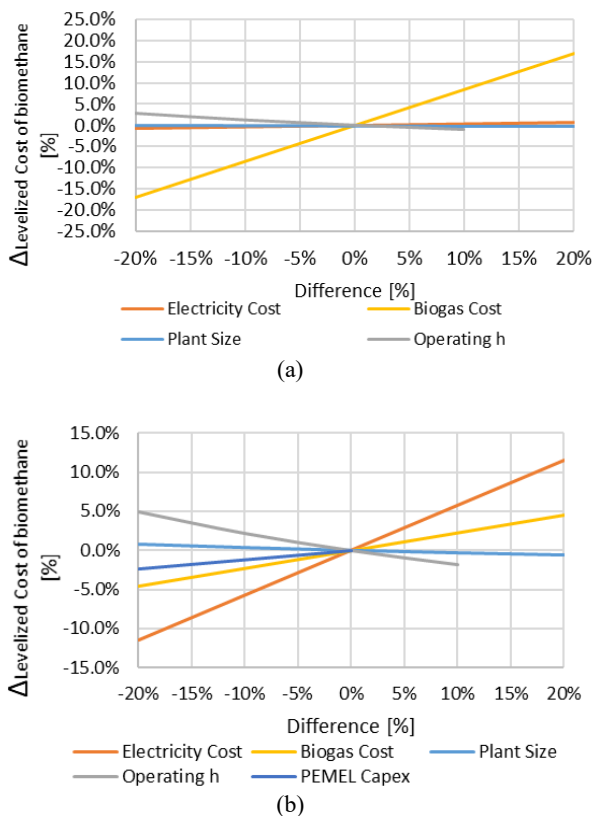 25.0%
20.0%
15.0%
10.0%
5.0%
0.0%
-5.0%
-10.0%
-15.0%
-20.0%
-25.0%
ΔLevelized Cost of biomethane
[%]
-20% -15% -10% -5% 0% 5% 10% 15% 20%
Difference [%]
Electricity Cost Biogas Cost
Plant Size Operating h
(a)
15.0%
10.0%
5.0%
0.0%
-5.0%
-10.0%
-15.0%
ΔLevelized Cost of biomethane
[%]
-20% -15% -10% -5% 0% 5% 10% 15% 20%
Difference [%]
Electricity Cost Biogas Cost Plant Size
Operating h PEMEL Capex
(b)